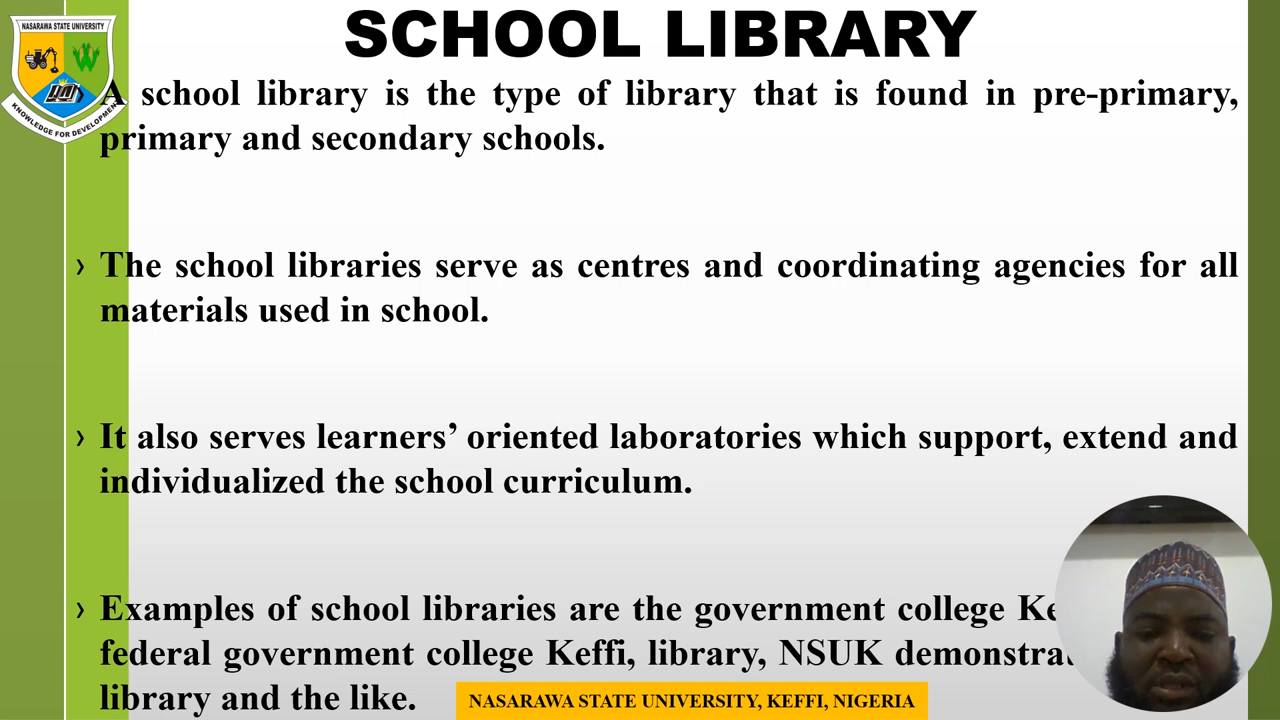 NASARAWA STATE UNIVERSITY
KNOWLEDGE FOR DEVELOPMENT
SCHOOL LIBRARY
A school library is the type of library that is found in pre-primary,
primary and secondary schools.
› The school libraries serve as centres and coordinating agencies for all
materials used in school.
› It also serves learners’ oriented laboratories which support, extend and
individualized the school curriculum.
› Examples of school libraries are the government college
federal government college Keffi, library, NSUK
library and the like.
NASARAWA STATE UNIVERSITY, KEFFI, NIGERIA